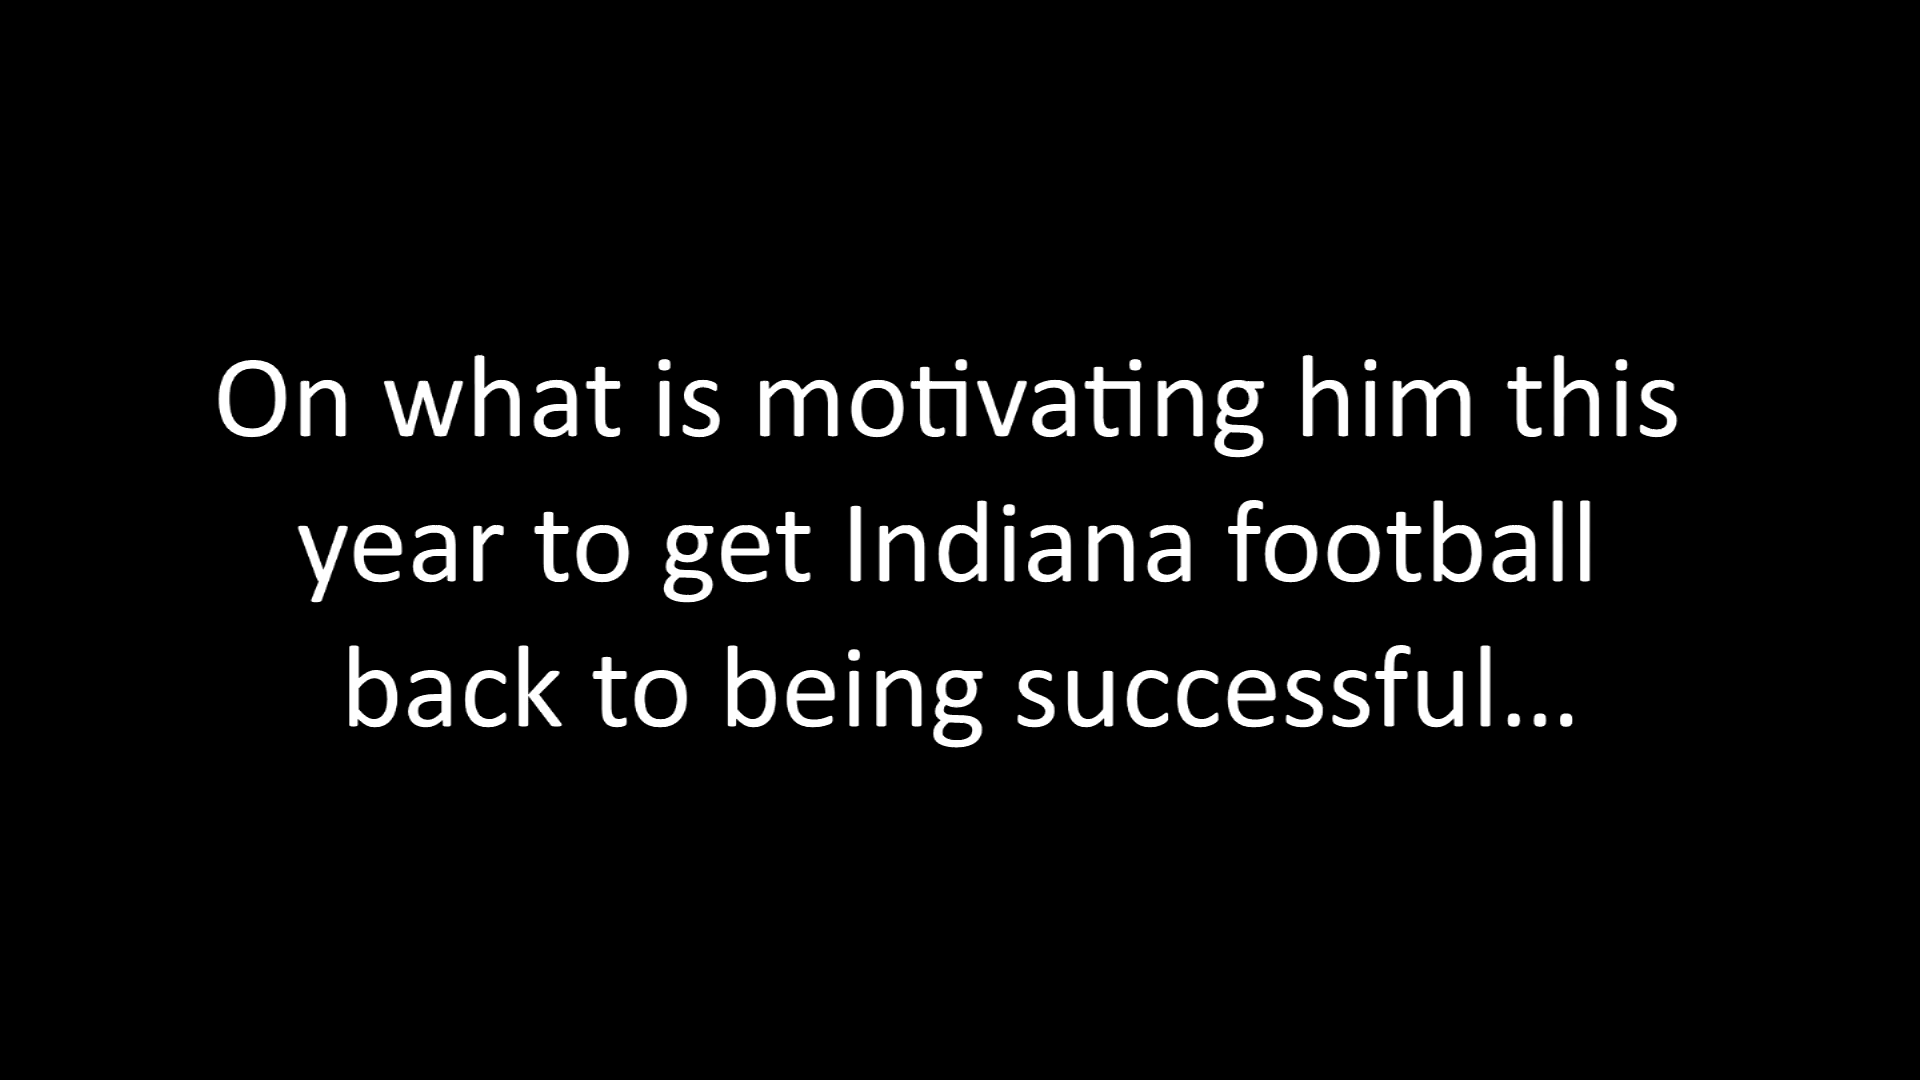 On what is motivating him this
year to get Indiana football
back to being successful...